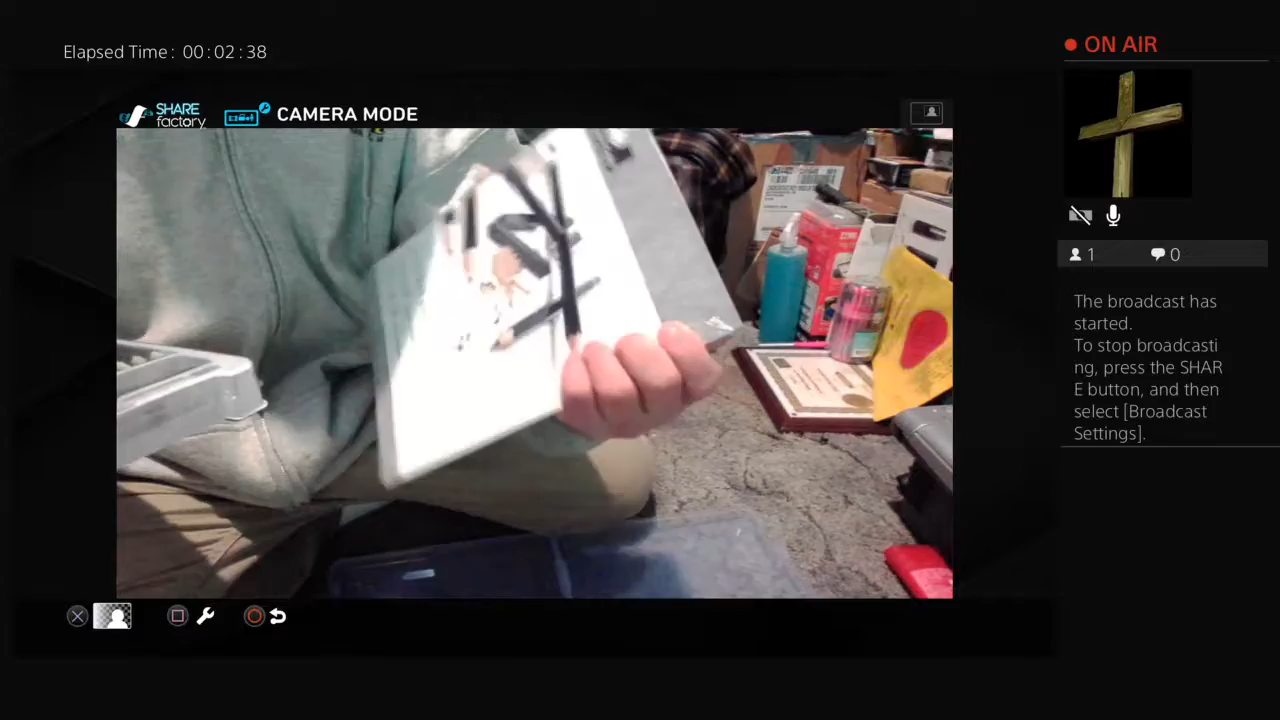 Elapsed Time: 00:02:38
ON AIR
SHARE
factory
CAMERA MODE
1
0
The broadcast has
started.
To stop broadcasti
ng, press the SHAR
E button, and then
select [Broadcast
Settings].